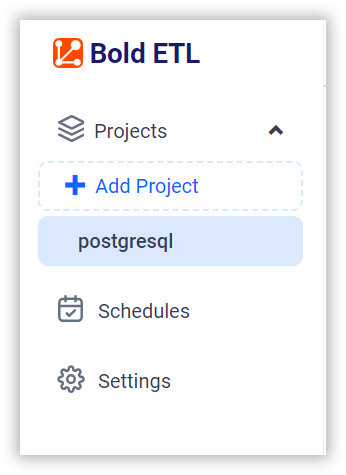 Bold ETL
Projects
Add Project
postgresql
Schedules
Settings